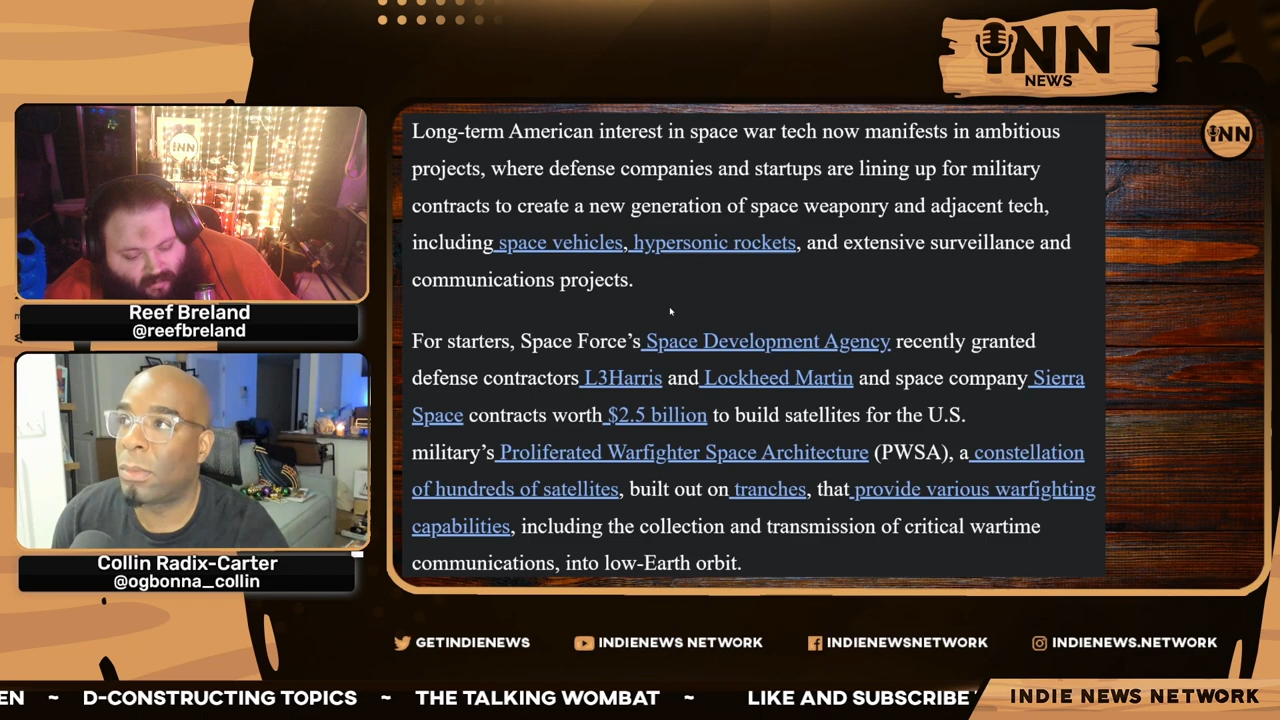 iNN
NEWS
iNN
Long-term American interest in space war tech now manifests in ambitious
projects, where defense companies and startups are lining up for military
contracts to create a new generation of space weaponry and adjacent tech,
including space vehicles, hypersonic rockets, and extensive surveillance and
communications projects.
For starters, Space Force’s Space Development Agency recently granted
defense contractors L3Harris and Lockheed Martin and space company Sierra
Space contracts worth $2.5 billion to build satellites for the U.S.
military’s Proliferated Warfighter Space Architecture (PWSA), a constellation
of hundreds of satellites, built out on tranches, that provide various warfighting
capabilities, including the collection and transmission of critical wartime
communications, into low-Earth orbit.
iNN
Reef Breland
@reefbreland
Collin Radix-Carter
@ogbonna_collin
GETINDIENEWS
INDIENEWS NETWORK
INDIENEWSNETWORK
INDIENEWS.NETWORK
EN ~ D-CONSTRUCTING TOPICS ~ THE TALKING WOMBAT ~ LIKE AND SUBSCRIBE
INDIE NEWS NETWORK